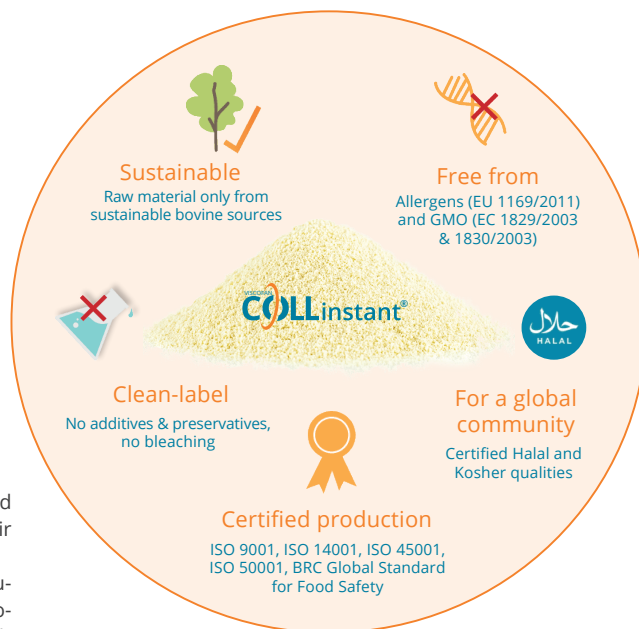 Sustainable
Raw material only from
sustainable bovine sources
Free from
Allergens (EU 1169/2011)
and GMO (EC 1829/2003
& 1830/2003)
VISCOPAN
COLLinstant®
حلال
HALAL
Clean-label
No additives & preservatives,
no bleaching
For a global
community
Certified Halal and
Kosher qualities
Certified production
ISO 9001, ISO 14001, ISO 45001,
ISO 50001, BRC Global Standard
for Food Safety
d
ir
u-
o-